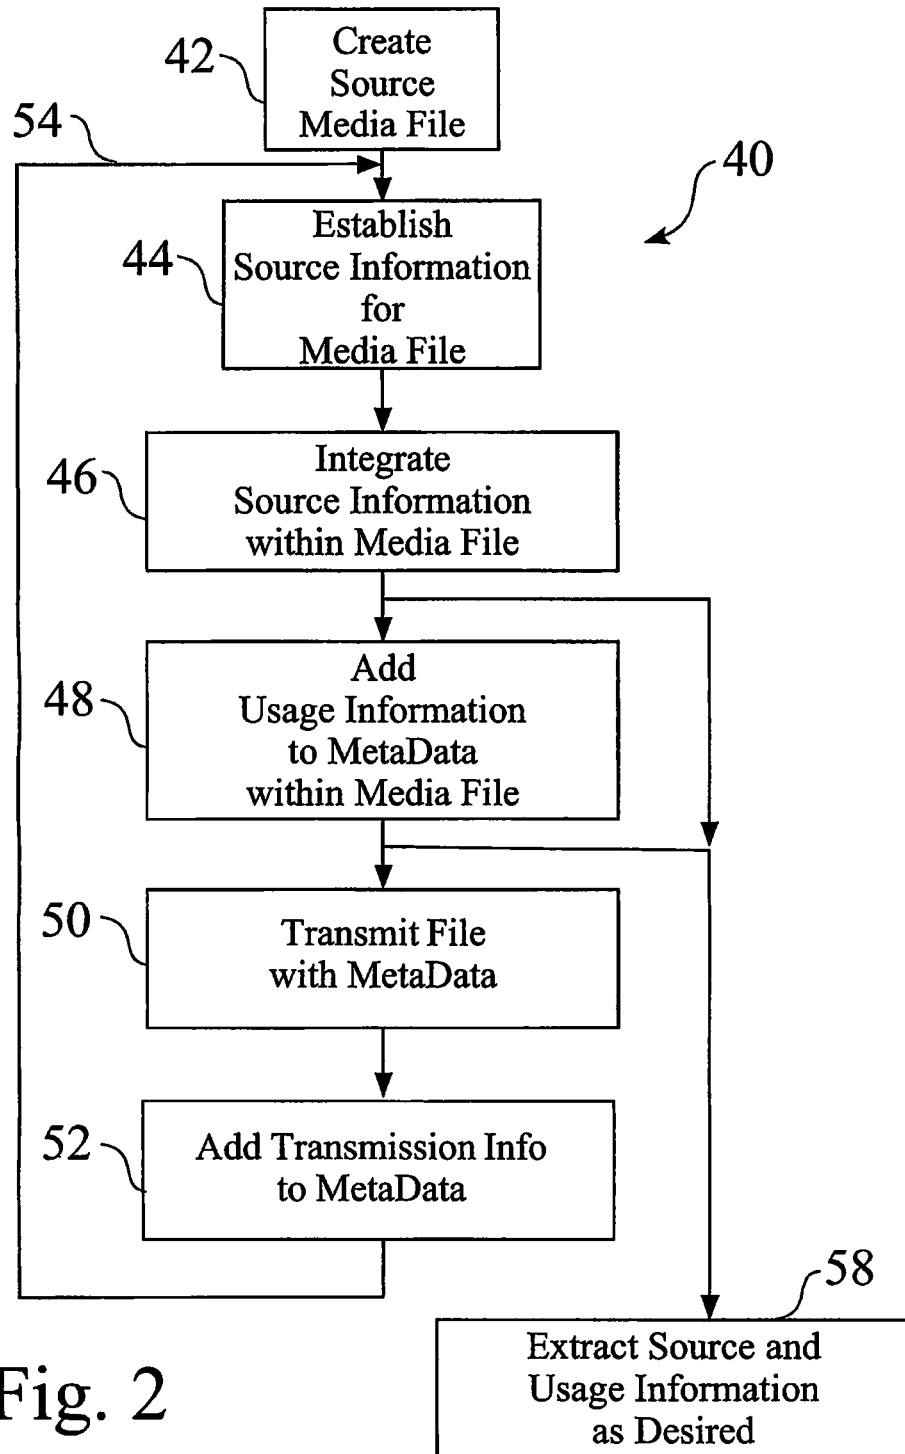 42
Create
Source
Media File
54
40
44
Establish
Source Information
for
Media File
46
Integrate
Source Information
within Media File
48
Add
Usage Information
to MetaData
within Media File
50
Transmit File
with MetaData
52
Add Transmission Info
to MetaData
58
Extract Source and
Usage Information
as Desired
Fig. 2